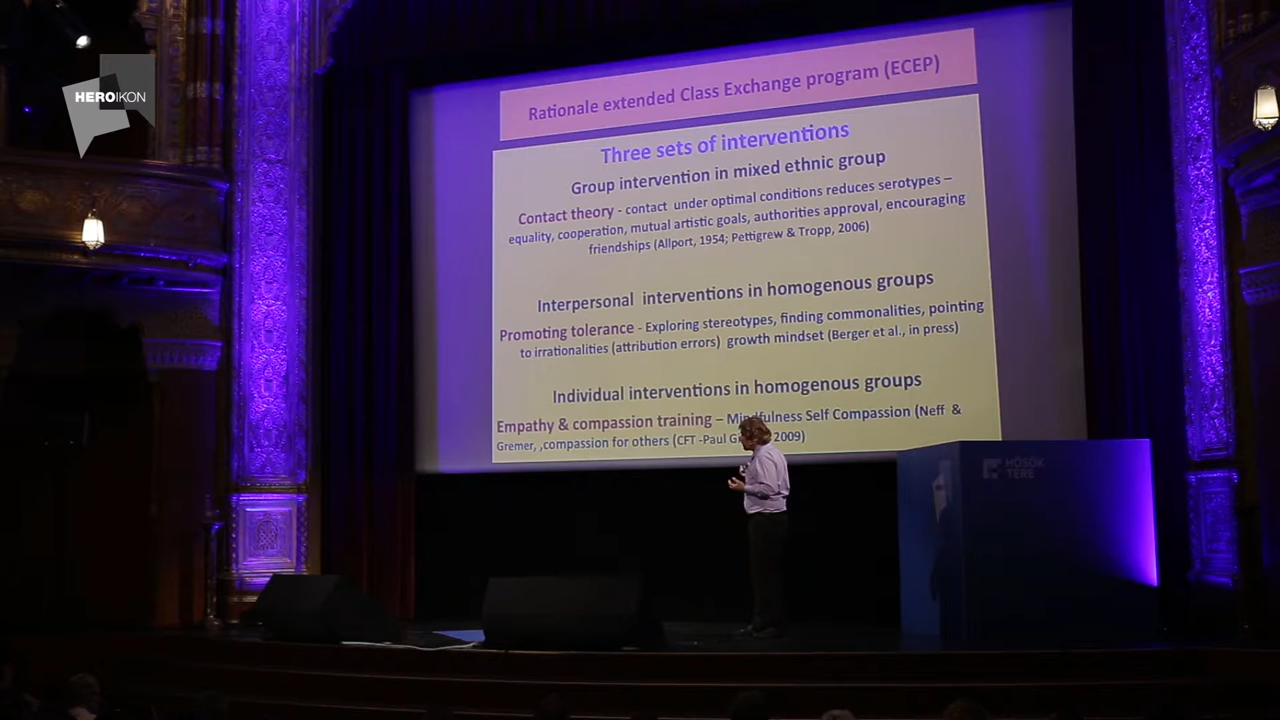 HEROIKON
Rationale extended Class Exchange program (ECEP)
Three sets of interventions
Group intervention in mixed ethnic group
Contact theory - contact under optimal conditions reduces serotypes –
equality, cooperation, mutual artistic goals, authorities approval, encouraging
friendships (Allport, 1954; Pettigrew & Tropp, 2006)
Interpersonal interventions in homogenous groups
Promoting tolerance - Exploring stereotypes, finding commonalities, pointing
to irrationalities (attribution errors) growth mindset (Berger et al., in press)
Individual interventions in homogenous groups
Empathy & compassion training – Mindfulness Self Compassion (Neff &
Gremer, ,compassion for others (CFT -Paul 2009)
HŐSÖK
TERE